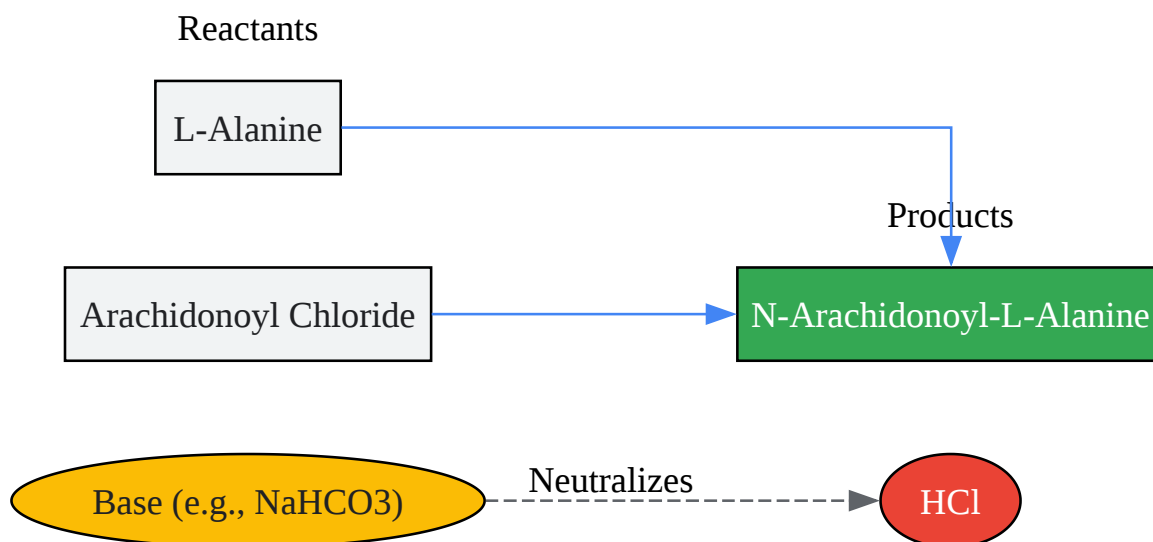 Reactants
L-Alanine
Products
Arachidonoyl Chloride
N-Arachidonoyl-L-Alanine
Base (e.g., NaHCO3)
Neutralizes
HCl